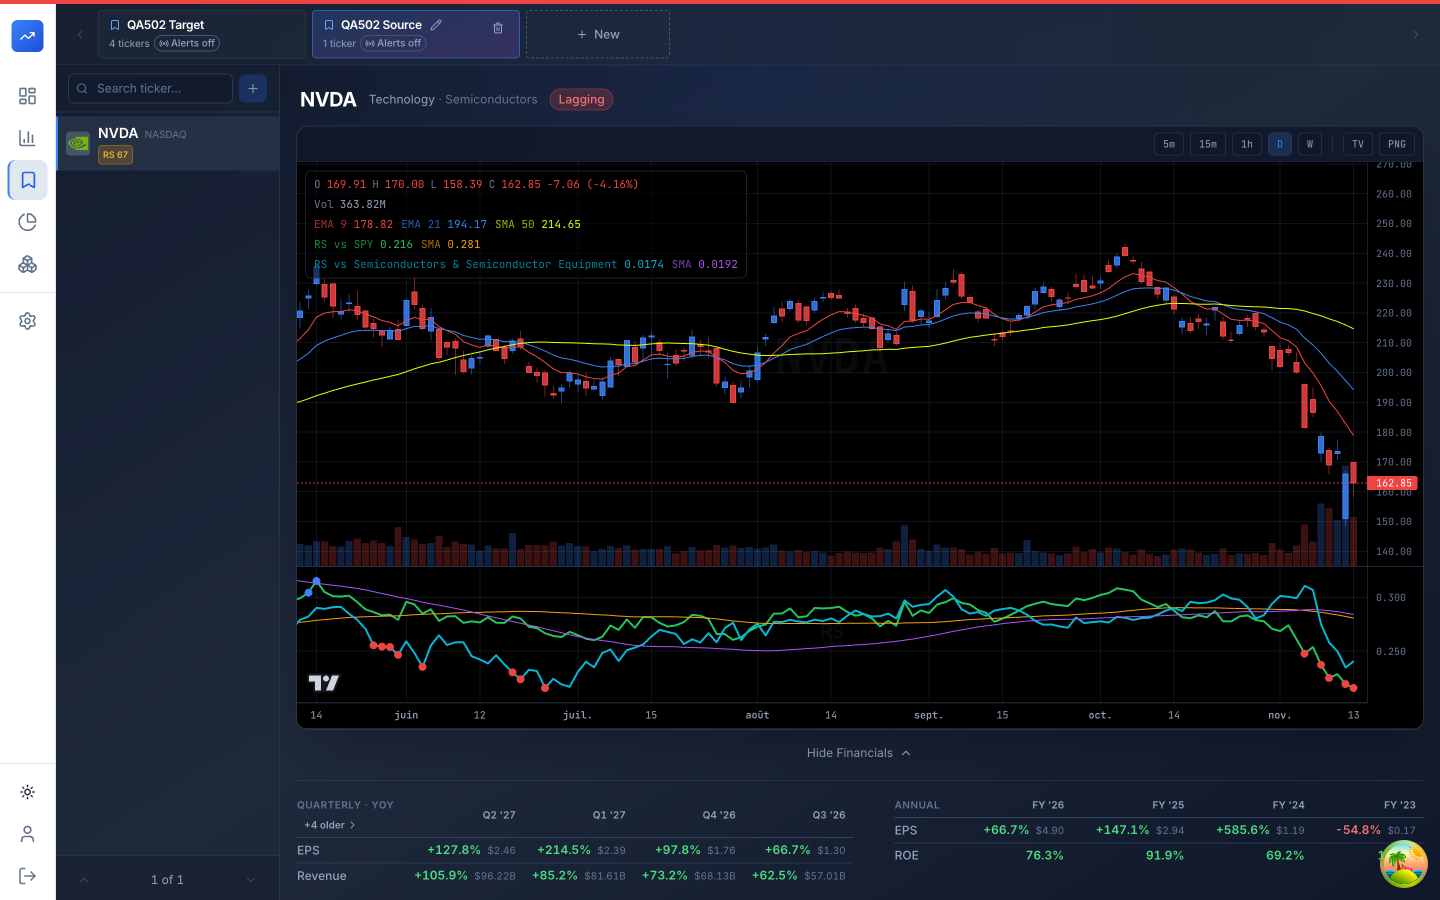 QA502 Target
4 tickers Alerts off
QA502 Source
1 ticker Alerts off
+ New
Search ticker...
+
NVDA NASDAQ
RS 67
1 of 1
NVDA Technology · Semiconductors Lagging
5m 15m 1h D W TV PNG
O 169.91 H 170.00 L 158.39 C 162.85 -7.06 (-4.16%)
Vol 363.82M
EMA 9 178.82 EMA 21 194.17 SMA 50 214.65
RS vs SPY 0.216 SMA 0.281
RS vs Semiconductors & Semiconductor Equipment 0.0174 SMA 0.0192
NVDA
270.00
260.00
250.00
240.00
230.00
220.00
210.00
200.00
190.00
180.00
170.00
162.85
160.00
150.00
140.00
RS
0.300
0.250
14 juin 12 juil. 15 août 14 sept. 15 oct. 14 nov. 13
Hide Financials
QUARTERLY · YOY
+4 older
Q2 '27 Q1 '27 Q4 '26 Q3 '26
EPS +127.8% $2.46 +214.5% $2.39 +97.8% $1.76 +66.7% $1.30
Revenue +105.9% $96.22B +85.2% $81.61B +73.2% $68.13B +62.5% $57.01B
ANNUAL FY '26 FY '25 FY '24 FY '23
EPS +66.7% $4.90 +147.1% $2.94 +585.6% $1.19 -54.8% $0.17
ROE 76.3% 91.9% 69.2%